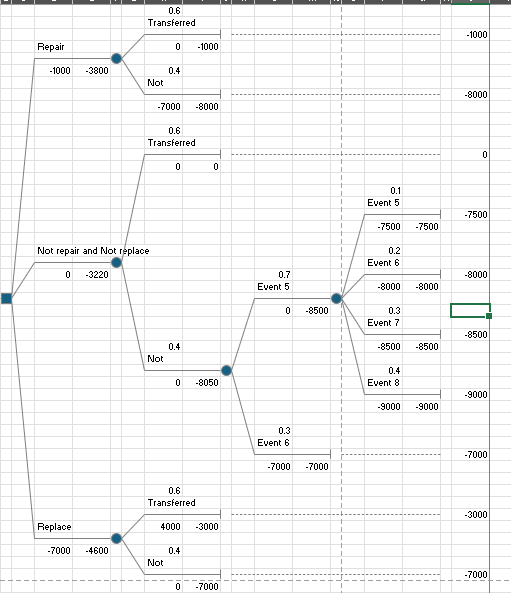 0.6
Transferred
0 -1000 -1000
Repair
-1000 -3800
0.4
Not
-7000 -8000 -8000
0.6
Transferred
0 0 0
0.1
Event 5
-7500 -7500 -7500
Not repair and Not replace
0 -3220
0.2
Event 6
-8000 -8000 -8000
0.7
Event 5
0 -8500
0.3
Event 7
-8500 -8500 -8500
0.4
Not
0 -8050
0.4
Event 8
-9000 -9000 -9000
0.3
Event 6
-7000 -7000 -7000
0.6
Transferred
4000 -3000 -3000
Replace
-7000 -4600
0.4
Not
0 -7000 -7000